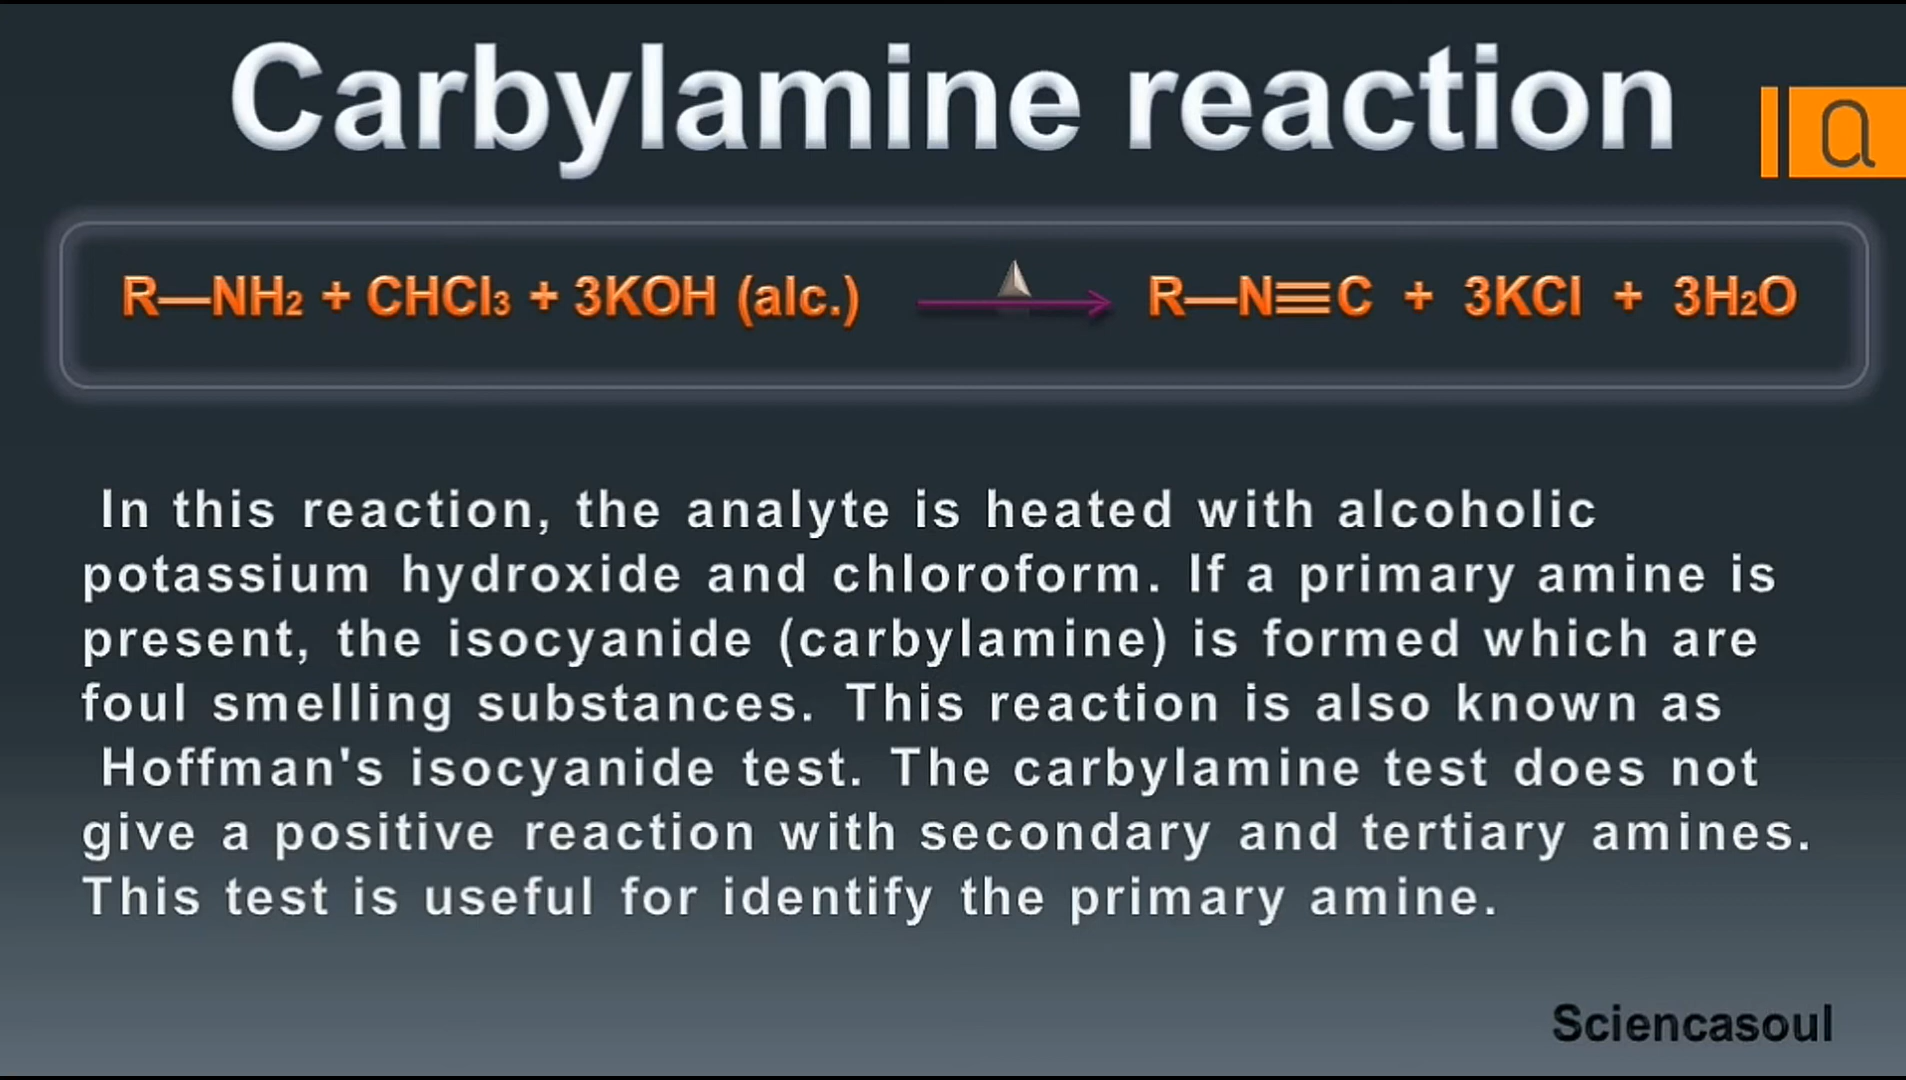 Carbylamine reaction
a
R—NH2 + CHCl3 + 3KOH (alc.) R—N≡C + 3KCl + 3H2O
In this reaction, the analyte is heated with alcoholic
potassium hydroxide and chloroform. If a primary amine is
present, the isocyanide (carbylamine) is formed which are
foul smelling substances. This reaction is also known as
Hoffman's isocyanide test. The carbylamine test does not
give a positive reaction with secondary and tertiary amines.
This test is useful for identify the primary amine.
Sciencasoul